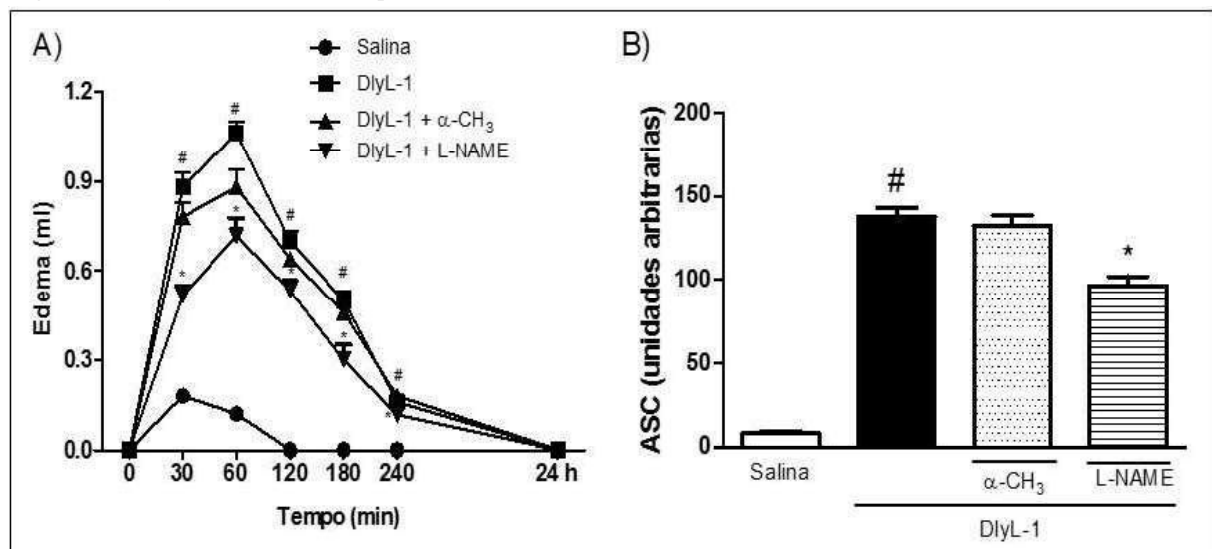 A)
Salina
DlyL-1
DlyL-1 + α-CH₃
DlyL-1 + L-NAME
1.2
0.9
0.6
0.3
0.0
Edema (ml)
# # # # #
* * * * *
0 30 60 120 180 240 24 h
Tempo (min)
B)
200
150
100
50
0
ASC (unidades arbitrarias)
#
*
Salina
α-CH₃
L-NAME
DlyL-1